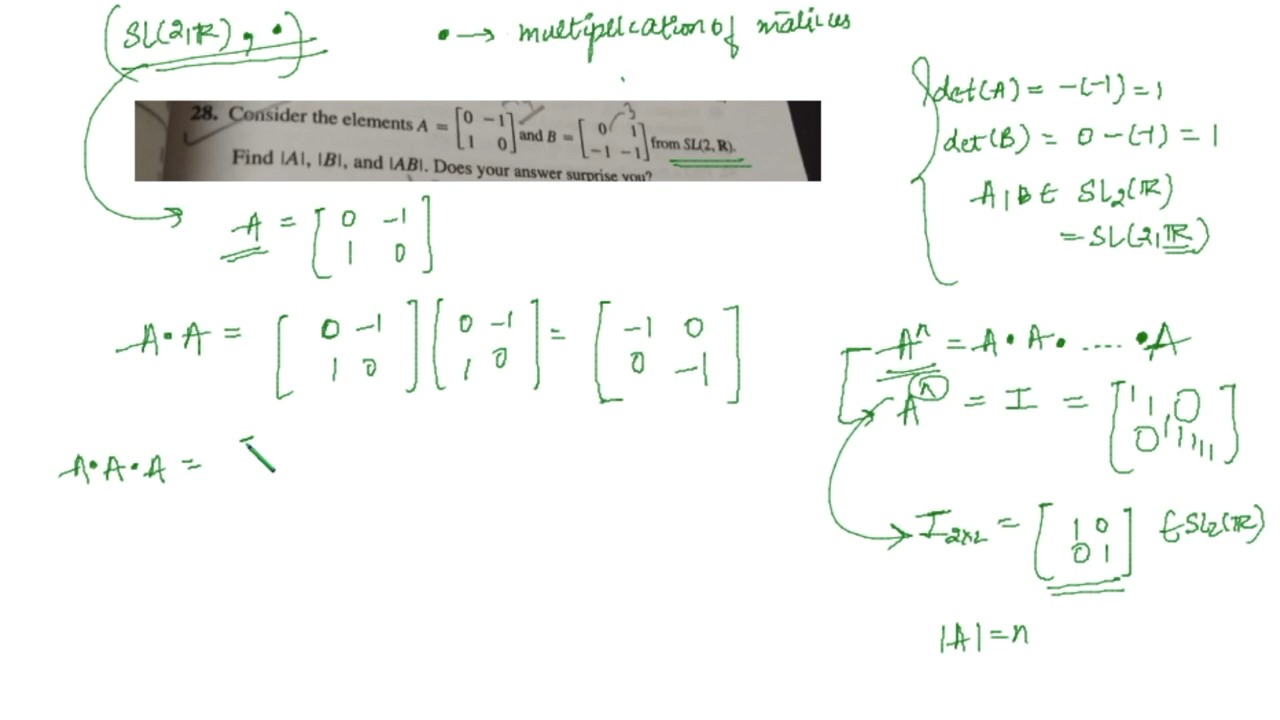 (SL(2,ℝ), •)
• → multiplication of matrices
28. Consider the elements A = [0 −1; 1 0] and B = [0 1; −1 −1] from SL(2, R).
Find |A|, |B|, and |AB|. Does your answer surprise you?
det(A) = −(−1) = 1
det(B) = 0 − (−1) = 1
A, B ∈ SL₂(ℝ)
= SL(2, ℝ)
A = [0 −1; 1 0]
A•A = [0 −1; 1 0] [0 −1; 1 0] = [−1 0; 0 −1]
A•A•A = [
Aⁿ = A•A• .... •A
Aⁿ = I = [1 0; 0 1]
I₂ₓ₂ = [1 0; 0 1] ∈ SL₂(ℝ)
|A| = n